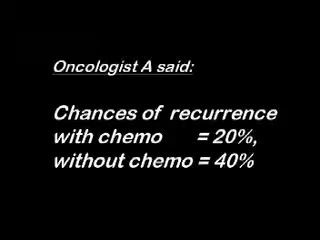 Oncologist A said:
Chances of recurrence
with chemo = 20%,
without chemo = 40%